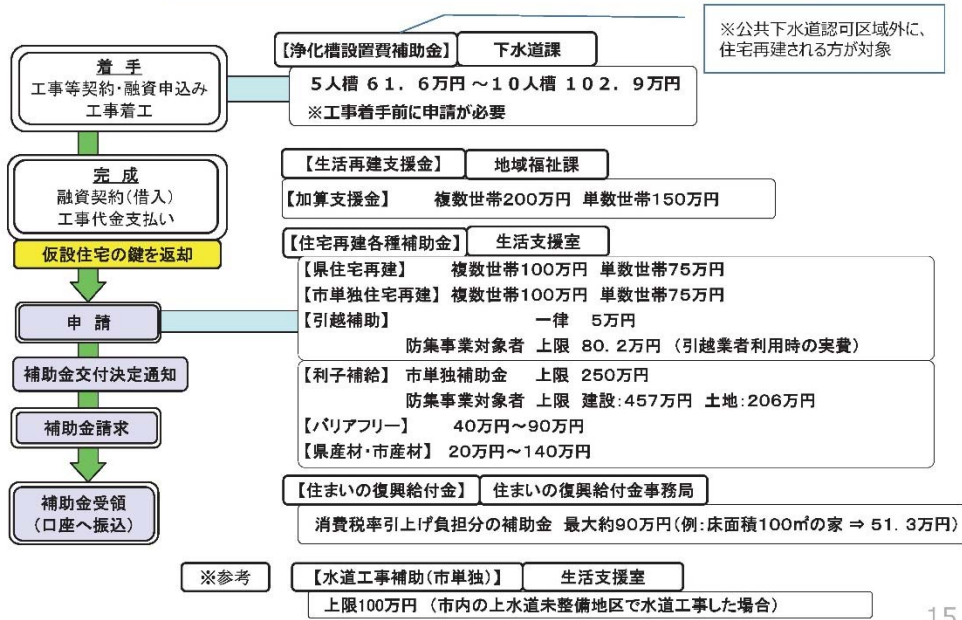 着 手
工事等契約・融資申込み
工事着工
完 成
融資契約(借入)
工事代金支払い
仮設住宅の鍵を返却
申 請
補助金交付決定通知
補助金請求
補助金受領
(口座へ振込)
【浄化槽設置費補助金】 下水道課
※公共下水道認可区域外に、
住宅再建される方が対象
5人槽 61.6万円 ~10人槽 102.9万円
※工事着手前に申請が必要
【生活再建支援金】 地域福祉課
【加算支援金】 複数世帯200万円 単数世帯150万円
【住宅再建各種補助金】 生活支援室
【県住宅再建】 複数世帯100万円 単数世帯75万円
【市単独住宅再建】 複数世帯100万円 単数世帯75万円
【引越補助】 一律 5万円
防集事業対象者 上限 80.2万円 (引越業者利用時の実費)
【利子補給】 市単独補助金 上限 250万円
防集事業対象者 上限 建設:457万円 土地:206万円
【バリアフリー】 40万円~90万円
【県産材・市産材】 20万円~140万円
【住まいの復興給付金】 住まいの復興給付金事務局
消費税率引上げ負担分の補助金 最大約90万円(例:床面積100㎡の家 ⇒ 51.3万円)
※参考 【水道工事補助(市単独)】 生活支援室
上限100万円 (市内の上水道未整備地区で水道工事した場合)
15